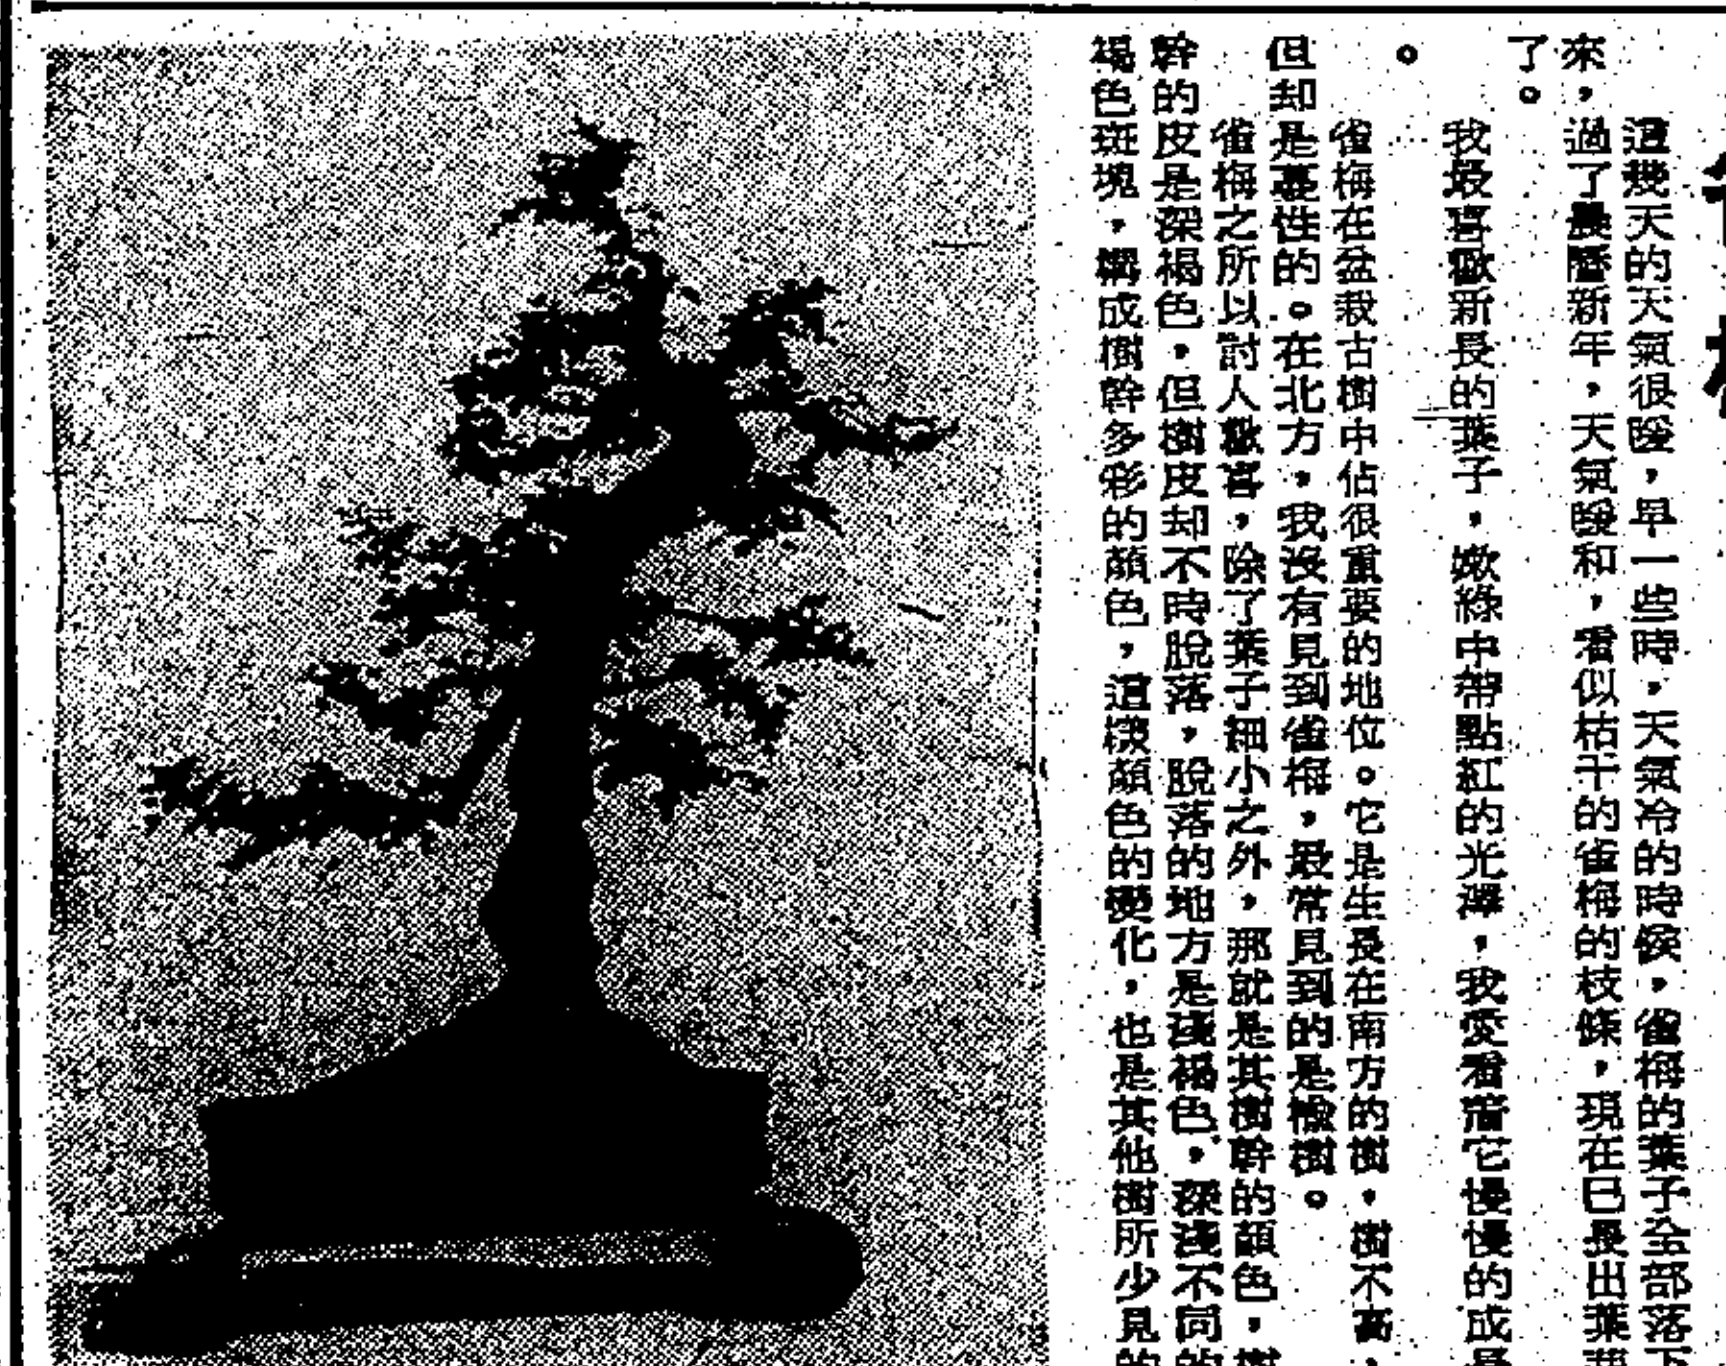 這幾天的天氣很暖，早一些時，天氣冷的時候，雀梅的葉子全部落下
來，過了農曆新年，天氣暖和，看似枯干的雀梅的枝條，現在已長出葉
了。
我最喜歡新長的葉子，嫩綠中帶點紅的光澤，我愛看着它慢慢的成長
。
雀梅在盆栽古樹中佔很重要的地位。它是生長在南方的樹，樹不高，
但却是蔓性的。在北方，我沒有見到雀梅，最常見到的是榆樹。
雀梅之所以討人歡喜，除了葉子細小之外，那就是其樹幹的顏色，樹
幹的皮是深褐色，但樹皮却不時脫落，脫落的地方是淺褐色，深淺不同的
褐色斑塊，構成樹幹多彩的顏色，這種顏色的變化，也是其他樹所少見的